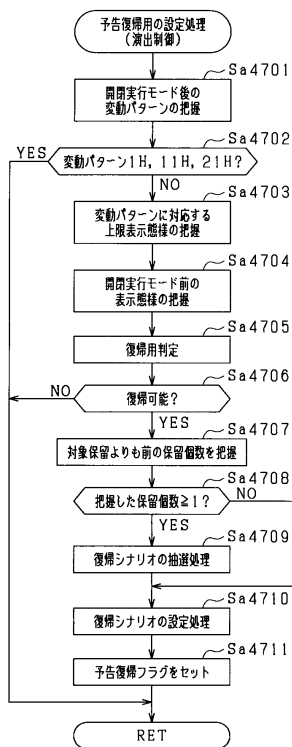 予告復帰用の設定処理
(演出制御)
Sa4701
開閉実行モード後の
変動パターンの把握
Sa4702
YES
変動パターン1H, 11H, 21H?
NO
Sa4703
変動パターンに対応する
上限表示態様の把握
Sa4704
開閉実行モード前の
表示態様の把握
Sa4705
復帰用判定
Sa4706
NO
復帰可能?
YES
Sa4707
対象保留よりも前の保留個数を把握
Sa4708
把握した保留個数≧1?
NO
YES
Sa4709
復帰シナリオの抽選処理
Sa4710
復帰シナリオの設定処理
Sa4711
予告復帰フラグをセット
RET